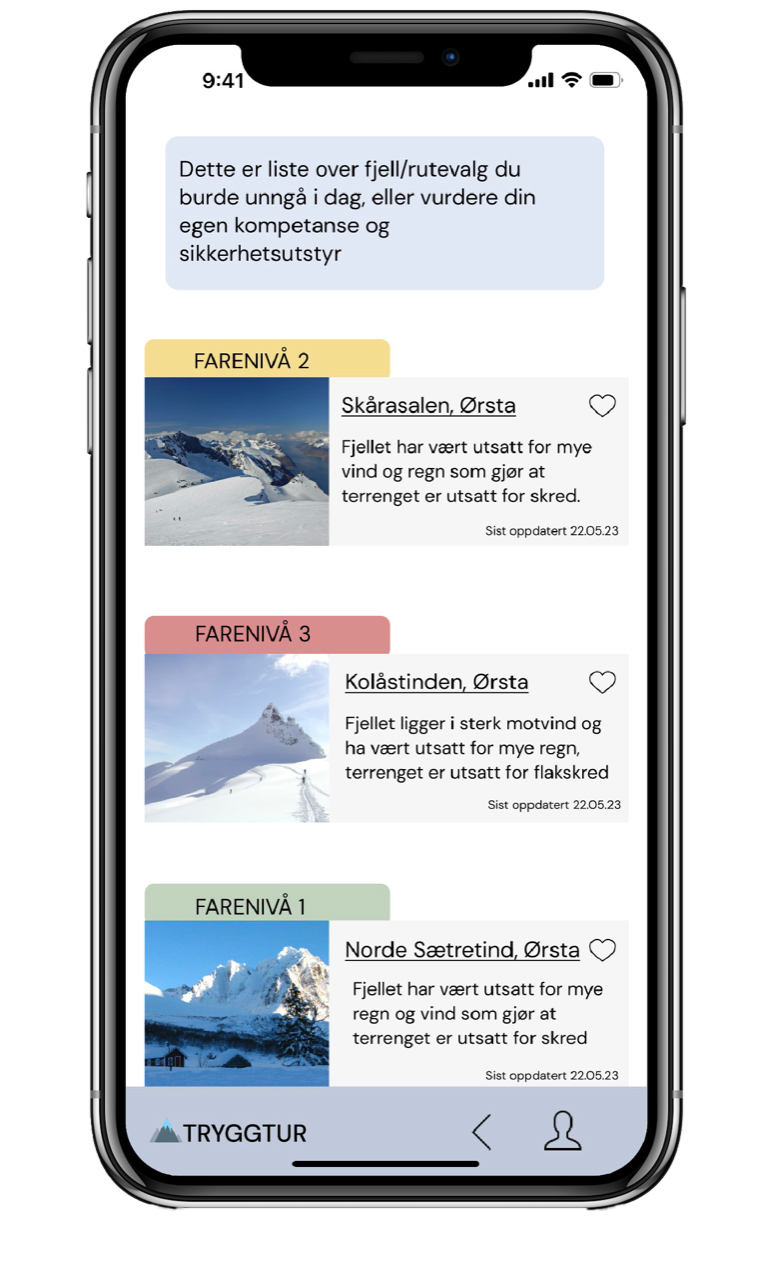 9:41
Dette er liste over fjell/rutevalg du
burde unngå i dag, eller vurdere din
egen kompetanse og
sikkerhetsutstyr
FARENIVÅ 2
Skårasalen, Ørsta
Fjellet har vært utsatt for mye
vind og regn som gjør at
terrenget er utsatt for skred.
Sist oppdatert 22.05.23
FARENIVÅ 3
Kolåstinden, Ørsta
Fjellet ligger i sterk motvind og
ha vært utsatt for mye regn,
terrenget er utsatt for flakskred
Sist oppdatert 22.05.23
FARENIVÅ 1
Norde Sætretind, Ørsta
Fjellet har vært utsatt for mye
regn og vind som gjør at
terrenget er utsatt for skred
Sist oppdatert 22.05.23
TRYGGTUR